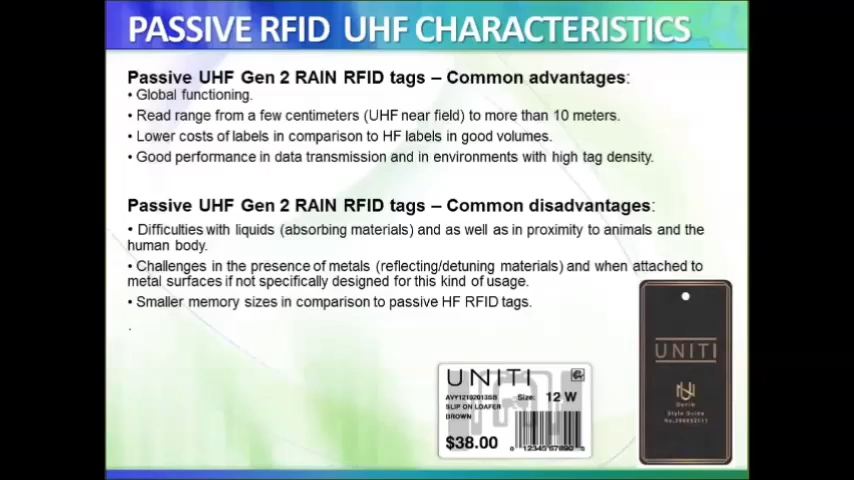 PASSIVE RFID UHF CHARACTERISTICS
Passive UHF Gen 2 RAIN RFID tags – Common advantages:
• Global functioning.
• Read range from a few centimeters (UHF near field) to more than 10 meters.
• Lower costs of labels in comparison to HF labels in good volumes.
• Good performance in data transmission and in environments with high tag density.
Passive UHF Gen 2 RAIN RFID tags – Common disadvantages:
• Difficulties with liquids (absorbing materials) and as well as in proximity to animals and the
human body.
• Challenges in the presence of metals (reflecting/detuning materials) and when attached to
metal surfaces if not specifically designed for this kind of usage.
• Smaller memory sizes in comparison to passive HF RFID tags.
.
UNITI
Size: 12 W
SLIP ON LOAFER
BROWN
$38.00
UNITI
Style Guide